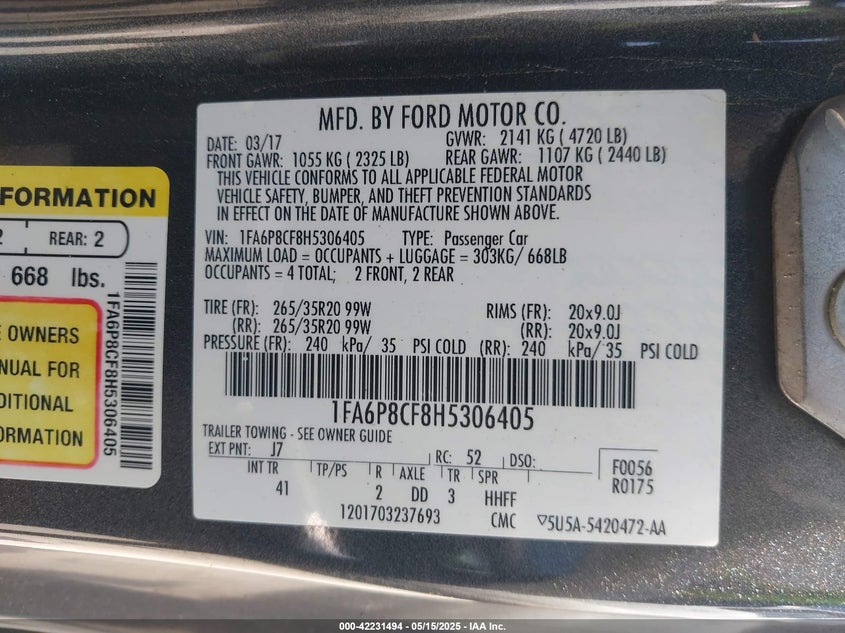 MFD. BY FORD MOTOR CO.
DATE: 03/17 GVWR: 2141 KG ( 4720 LB)
FRONT GAWR: 1055 KG ( 2325 LB) REAR GAWR: 1107 KG ( 2440 LB)
THIS VEHICLE CONFORMS TO ALL APPLICABLE FEDERAL MOTOR
VEHICLE SAFETY, BUMPER, AND THEFT PREVENTION STANDARDS
IN EFFECT ON THE DATE OF MANUFACTURE SHOWN ABOVE.
VIN: 1FA6P8CF8H5306405 TYPE: Passenger Car
MAXIMUM LOAD = OCCUPANTS + LUGGAGE = 303KG/ 668LB
OCCUPANTS = 4 TOTAL; 2 FRONT, 2 REAR
TIRE (FR): 265/35R20 99W RIMS (FR): 20x9.0J
(RR): 265/35R20 99W (RR): 20x9.0J
PRESSURE (FR): 240 kPa/ 35 PSI COLD (RR): 240 kPa/ 35 PSI COLD
1FA6P8CF8H5306405
TRAILER TOWING - SEE OWNER GUIDE
EXT PNT: J7 RC: 52 DSO: F0056
INT TR TP/PS R AXLE TR SPR R0175
41 2 DD 3 HHFF
1201703237693 CMC ▽5U5A-5420472-AA
FORMATION
2 REAR: 2
668 lbs.
E OWNERS
ANUAL FOR
DITIONAL
FORMATION
1FA6P8CF8H5306405
000-42231494 - 05/15/2025 - IAA Inc.